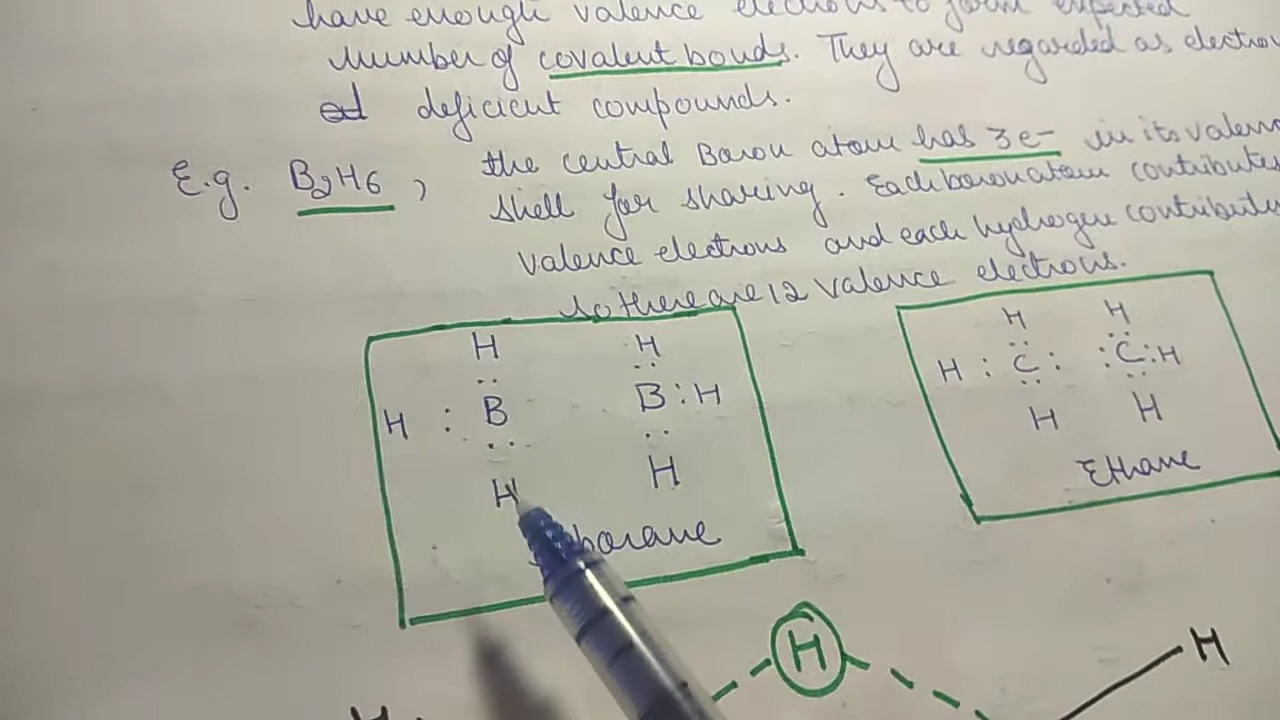 have enough valence electrons to form expected
number of covalent bonds. They are regarded as electron
deficient compounds.
E.g. B2H6, the central Boron atom has 3e- in its valence
shell for sharing. Each boron atom contributes
valence electrons and each hydrogen contributes
so there are 12 valence electrons.
H H
H : B B : H
H H
borane
H H
H : C : : C : H
H H
Ethane
H
H
H